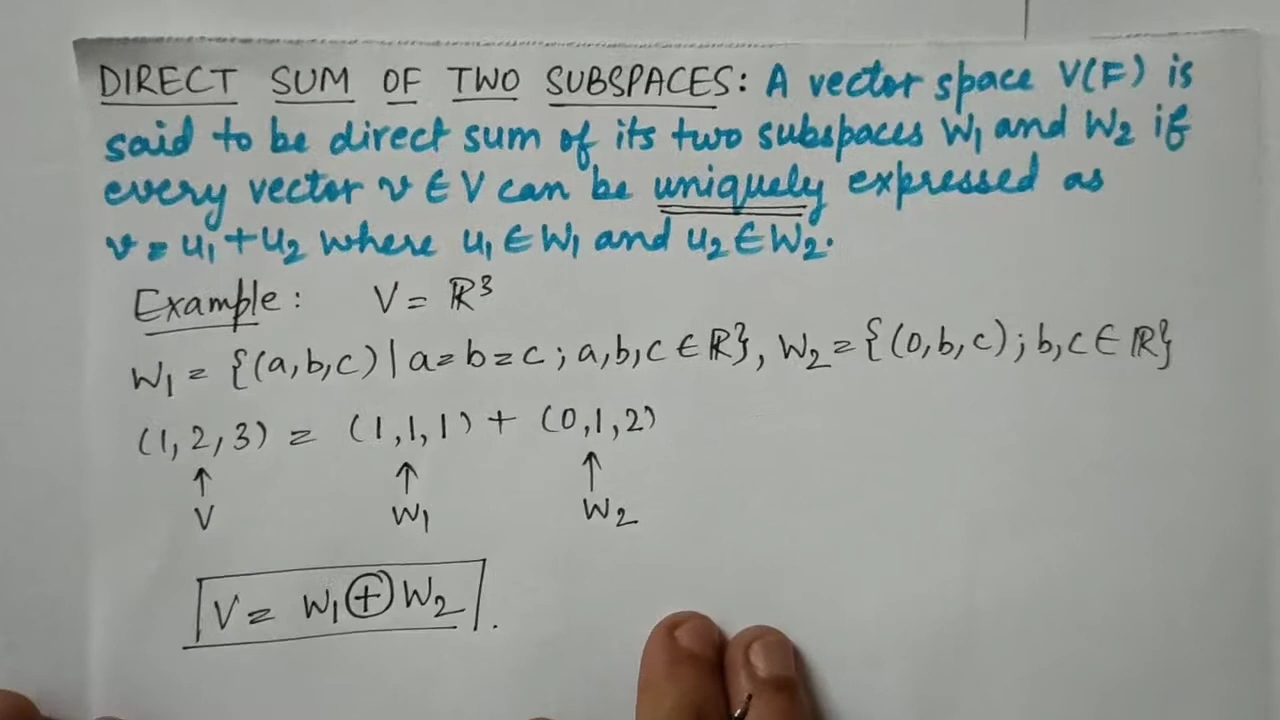 DIRECT SUM OF TWO SUBSPACES: A vector space V(F) is
said to be direct sum of its two subspaces W₁ and W₂ if
every vector v ∈ V can be uniquely expressed as
v = u₁ + u₂ where u₁ ∈ W₁ and u₂ ∈ W₂.
Example: V = ℝ³
W₁ = {(a,b,c) | a=b=c ; a,b,c ∈ ℝ}, W₂ = {(0,b,c); b,c ∈ ℝ}
(1,2,3) = (1,1,1) + (0,1,2)
↑ ↑ ↑
V W₁ W₂
V = W₁ ⊕ W₂.